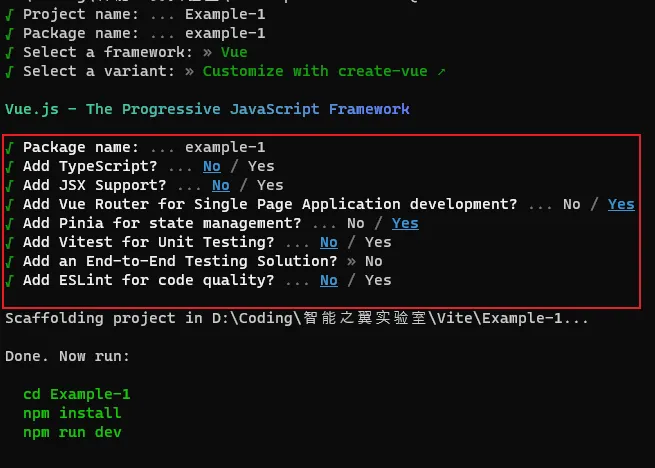 √ Project name: ... Example-1
√ Package name: ... example-1
√ Select a framework: » Vue
√ Select a variant: » Customize with create-vue ↗
Vue.js - The Progressive JavaScript Framework
√ Package name: ... example-1
√ Add TypeScript? ... No / Yes
√ Add JSX Support? ... No / Yes
√ Add Vue Router for Single Page Application development? ... No / Yes
√ Add Pinia for state management? ... No / Yes
√ Add Vitest for Unit Testing? ... No / Yes
√ Add an End-to-End Testing Solution? » No
√ Add ESLint for code quality? ... No / Yes
Scaffolding project in D:\Coding\智能之翼实验室\Vite\Example-1...
Done. Now run:
cd Example-1
npm install
npm run dev